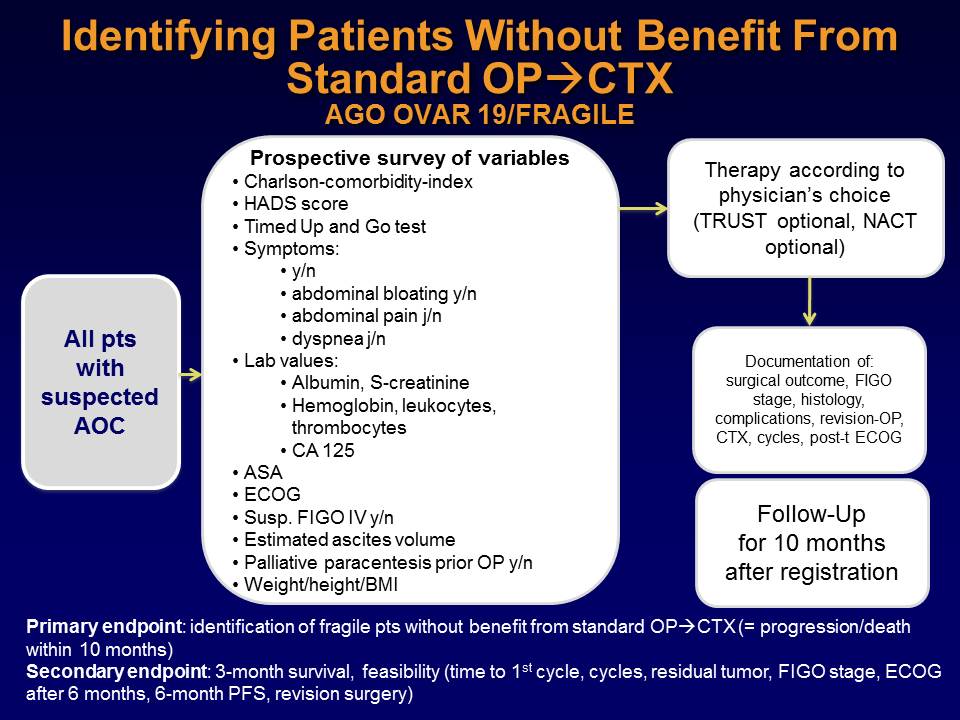 Identifying Patients Without Benefit From
Standard OP→CTX
AGO OVAR 19/FRAGILE
All pts
with
suspected
AOC
Prospective survey of variables
• Charlson-comorbidity-index
• HADS score
• Timed Up and Go test
• Symptoms:
• y/n
• abdominal bloating y/n
• abdominal pain j/n
• dyspnea j/n
• Lab values:
• Albumin, S-creatinine
• Hemoglobin, leukocytes,
thrombocytes
• CA 125
• ASA
• ECOG
• Susp. FIGO IV y/n
• Estimated ascites volume
• Palliative paracentesis prior OP y/n
• Weight/height/BMI
Therapy according to
physician’s choice
(TRUST optional, NACT
optional)
Documentation of:
surgical outcome, FIGO
stage, histology,
complications, revision-OP,
CTX, cycles, post-t ECOG
Follow-Up
for 10 months
after registration
Primary endpoint: identification of fragile pts without benefit from standard OP→CTX (= progression/death
within 10 months)
Secondary endpoint: 3-month survival, feasibility (time to 1st cycle, cycles, residual tumor, FIGO stage, ECOG
after 6 months, 6-month PFS, revision surgery)